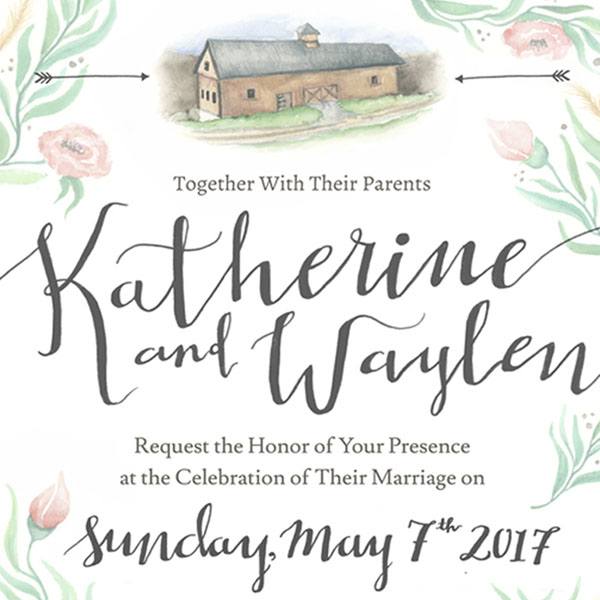 Together With Their Parents
Katherine
and Waylen
Request the Honor of Your Presence
at the Celebration of Their Marriage on
Sunday, May 7th 2017